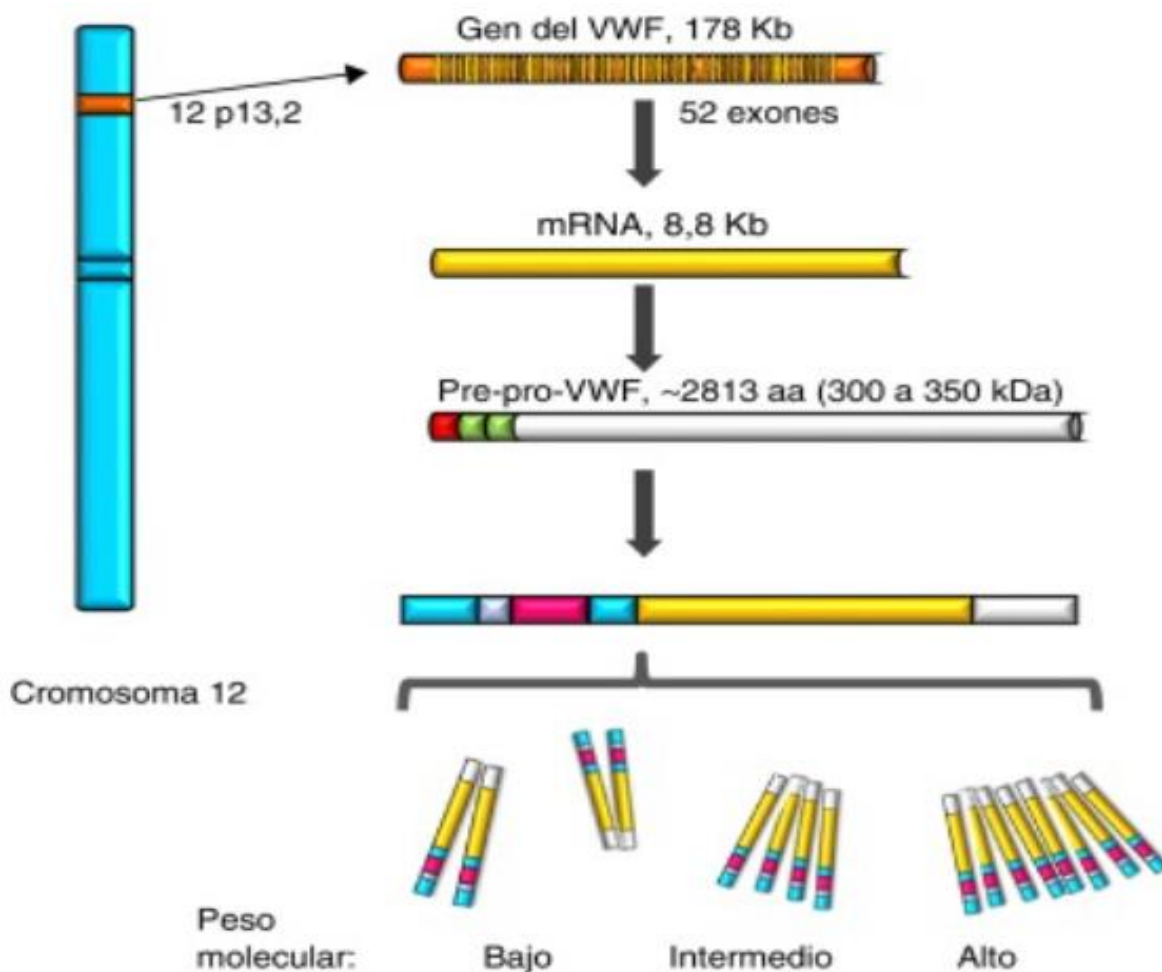 Gen del VWF, 178 Kb
12 p13,2
52 exones
mRNA, 8,8 Kb
Pre-pro-VWF, ~2813 aa (300 a 350 kDa)
Cromosoma 12
Peso
molecular:
Bajo
Intermedio
Alto